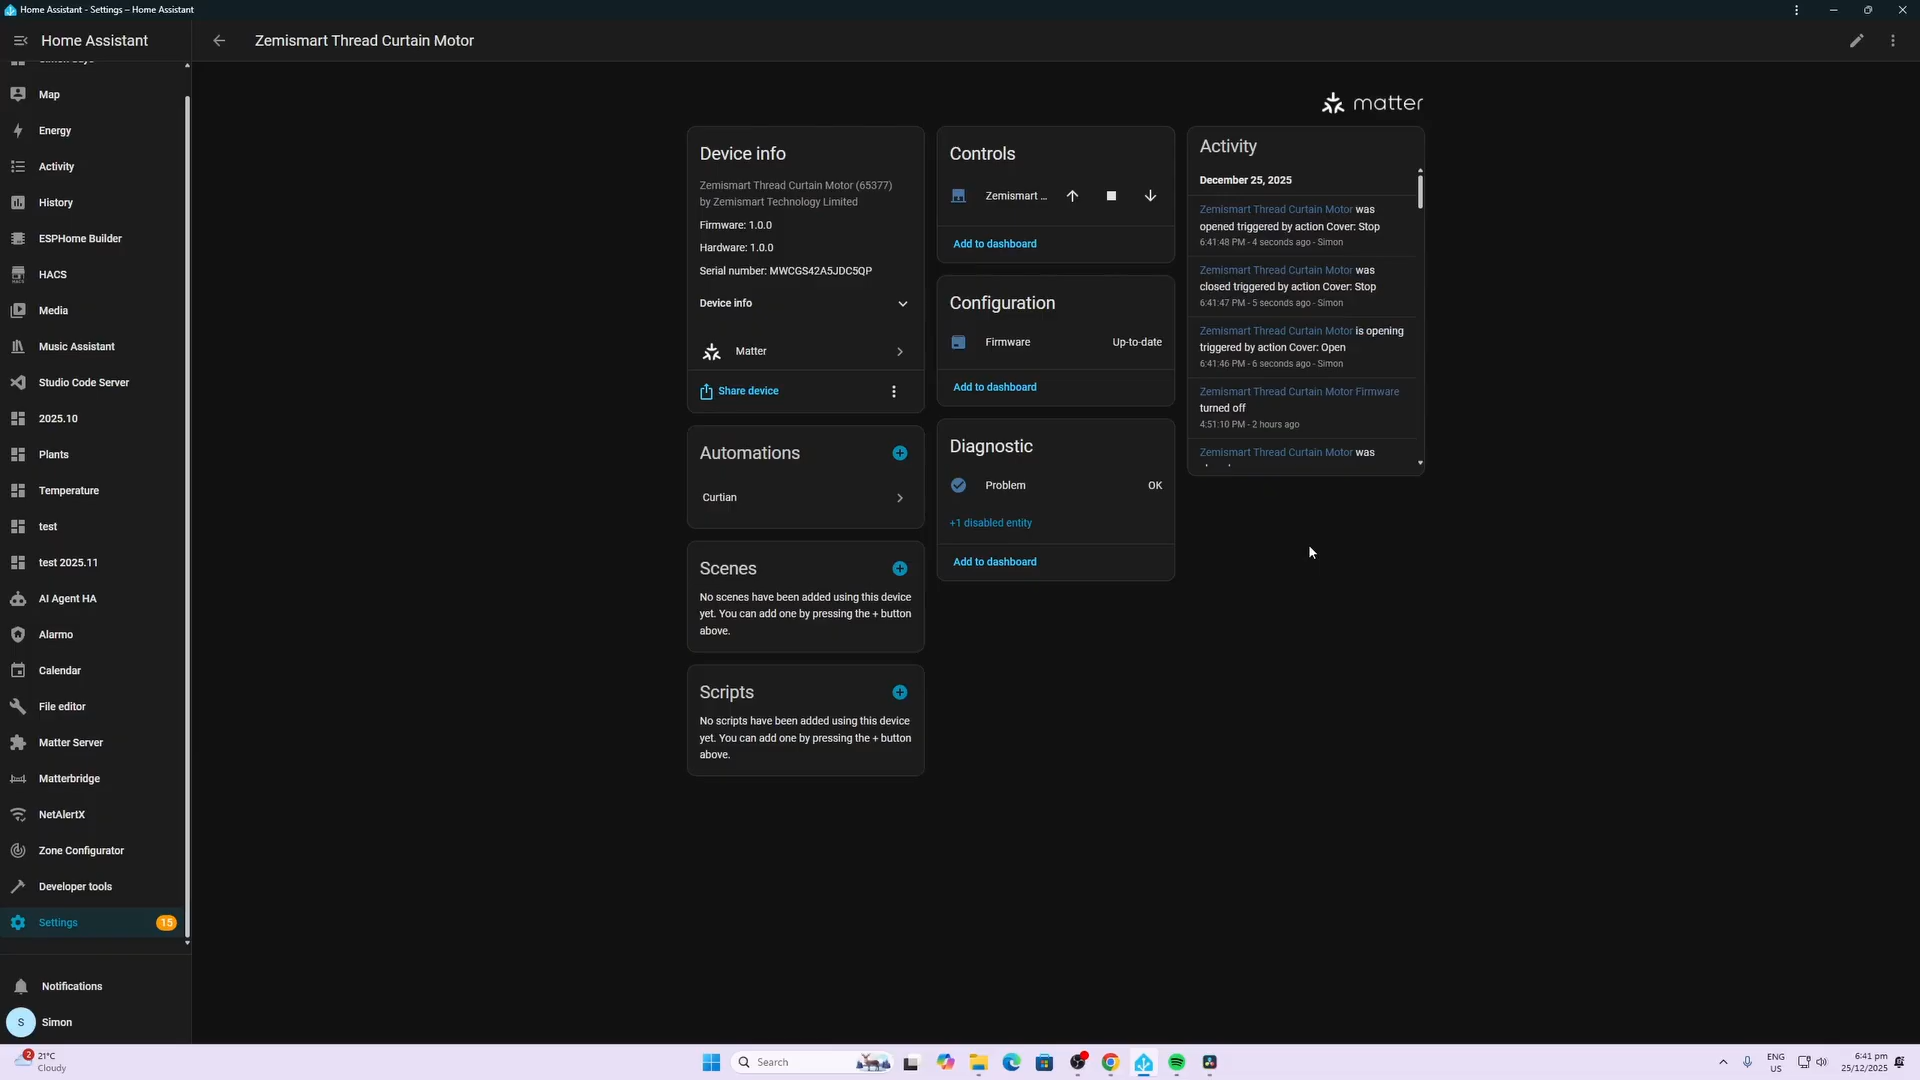 Home Assistant - Settings – Home Assistant
Home Assistant
Zemismart Thread Curtain Motor
Map
Energy
Activity
History
ESPHome Builder
HACS
Media
Music Assistant
Studio Code Server
2025.10
Plants
Temperature
test
test 2025.11
AI Agent HA
Alarmo
Calendar
File editor
Matter Server
Matterbridge
NetAlertX
Zone Configurator
Developer tools
Settings
15
Notifications
S
Simon
matter
Device info
Zemismart Thread Curtain Motor (65377)
by Zemismart Technology Limited
Firmware: 1.0.0
Hardware: 1.0.0
Serial number: MWCGS42A5JDC5QP
Device info
Matter
Share device
Automations
Curtian
Scenes
No scenes have been added using this device
yet. You can add one by pressing the + button
above.
Scripts
No scripts have been added using this device
yet. You can add one by pressing the + button
above.
Controls
Zemismart ...
Add to dashboard
Configuration
Firmware
Up-to-date
Add to dashboard
Diagnostic
Problem
OK
+1 disabled entity
Add to dashboard
Activity
December 25, 2025
Zemismart Thread Curtain Motor was
opened triggered by action Cover: Stop
6:41:48 PM - 4 seconds ago - Simon
Zemismart Thread Curtain Motor was
closed triggered by action Cover: Stop
6:41:47 PM - 5 seconds ago - Simon
Zemismart Thread Curtain Motor is opening
triggered by action Cover: Open
6:41:46 PM - 6 seconds ago - Simon
Zemismart Thread Curtain Motor Firmware
turned off
4:51:10 PM - 2 hours ago
Zemismart Thread Curtain Motor was
2
21°C
Cloudy
Search
ENG
US
6:41 pm
25/12/2025